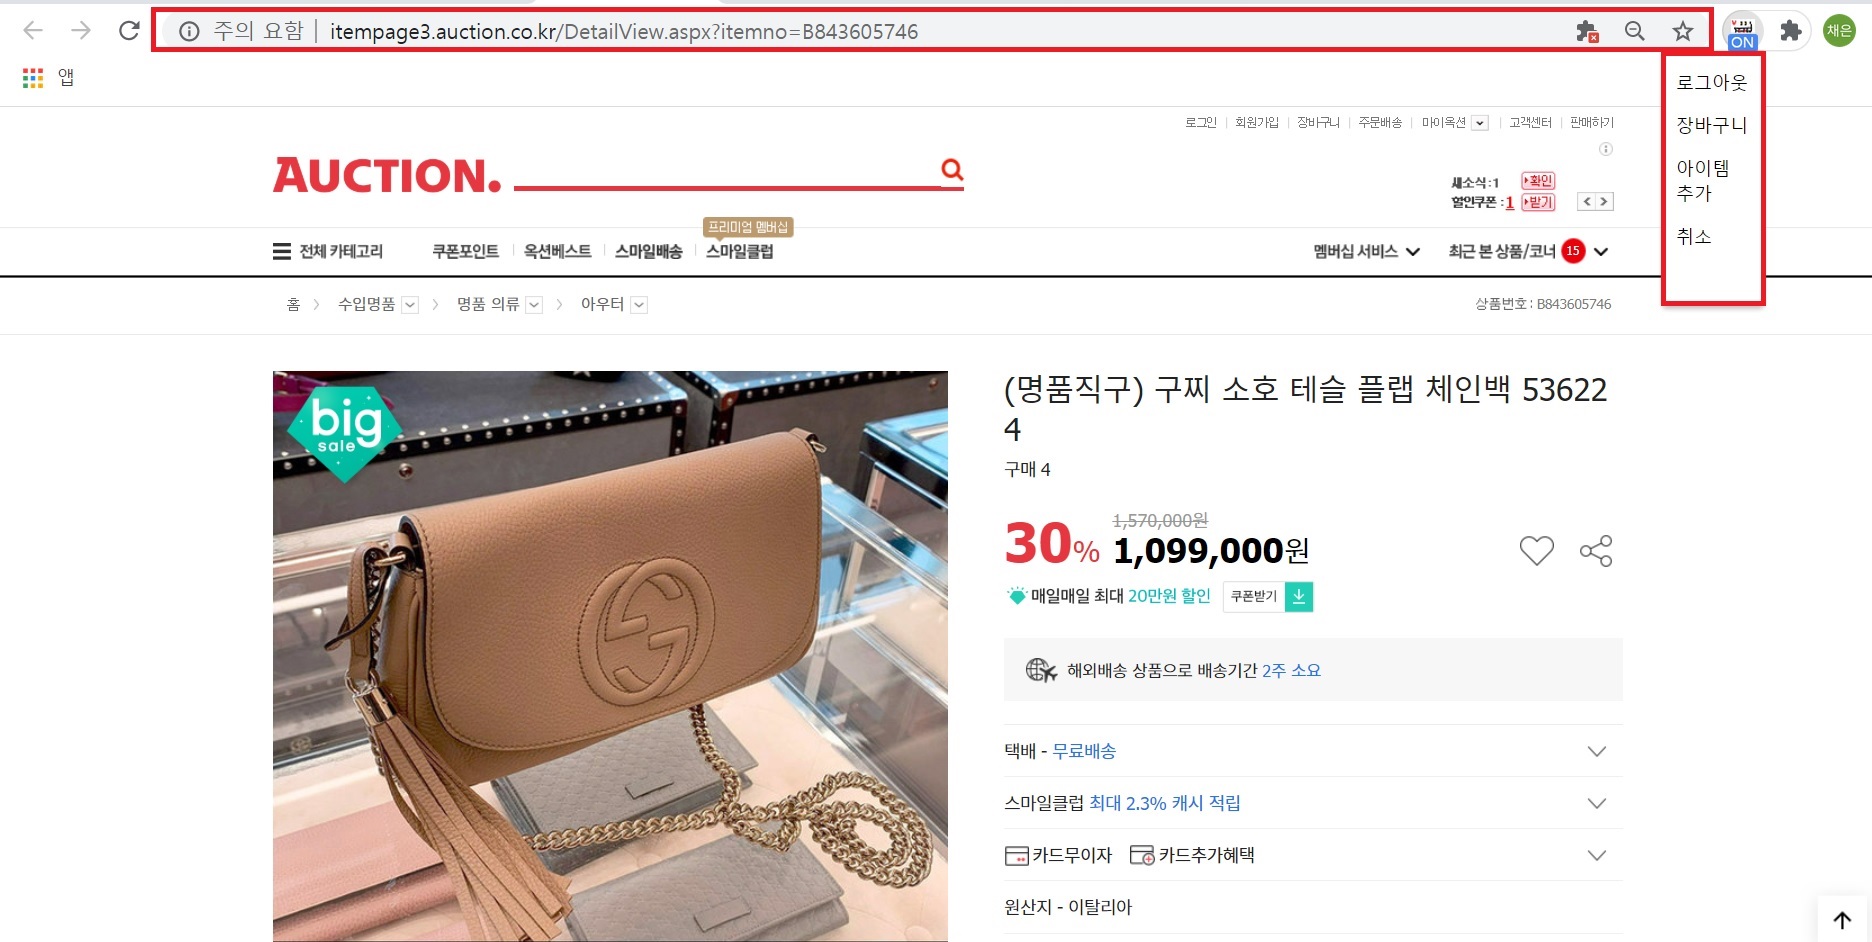 주의 요함 | itempage3.auction.co.kr/DetailView.aspx?itemno=B843605746
ON
채은
앱
로그아웃
장바구니
아이템
추가
취소
로그인 | 회원가입 | 장바구니 | 주문배송 | 마이옥션 | 고객센터 | 판매하기
AUCTION.
새소식 : 1 확인
할인쿠폰 : 1 받기
프리미엄 멤버십
전체 카테고리 쿠폰포인트 | 옥션베스트 | 스마일배송 | 스마일클럽 멤버십 서비스 최근 본 상품/코너 15
홈 > 수입명품 > 명품 의류 > 아우터 상품번호 : B843605746
big
sale
(명품직구) 구찌 소호 테슬 플랩 체인백 53622
4
구매 4
1,570,000원
30% 1,099,000원
매일매일 최대 20만원 할인 쿠폰받기
해외배송 상품으로 배송기간 2주 소요
택배 - 무료배송
스마일클럽 최대 2.3% 캐시 적립
카드무이자 카드추가혜택
원산지 - 이탈리아